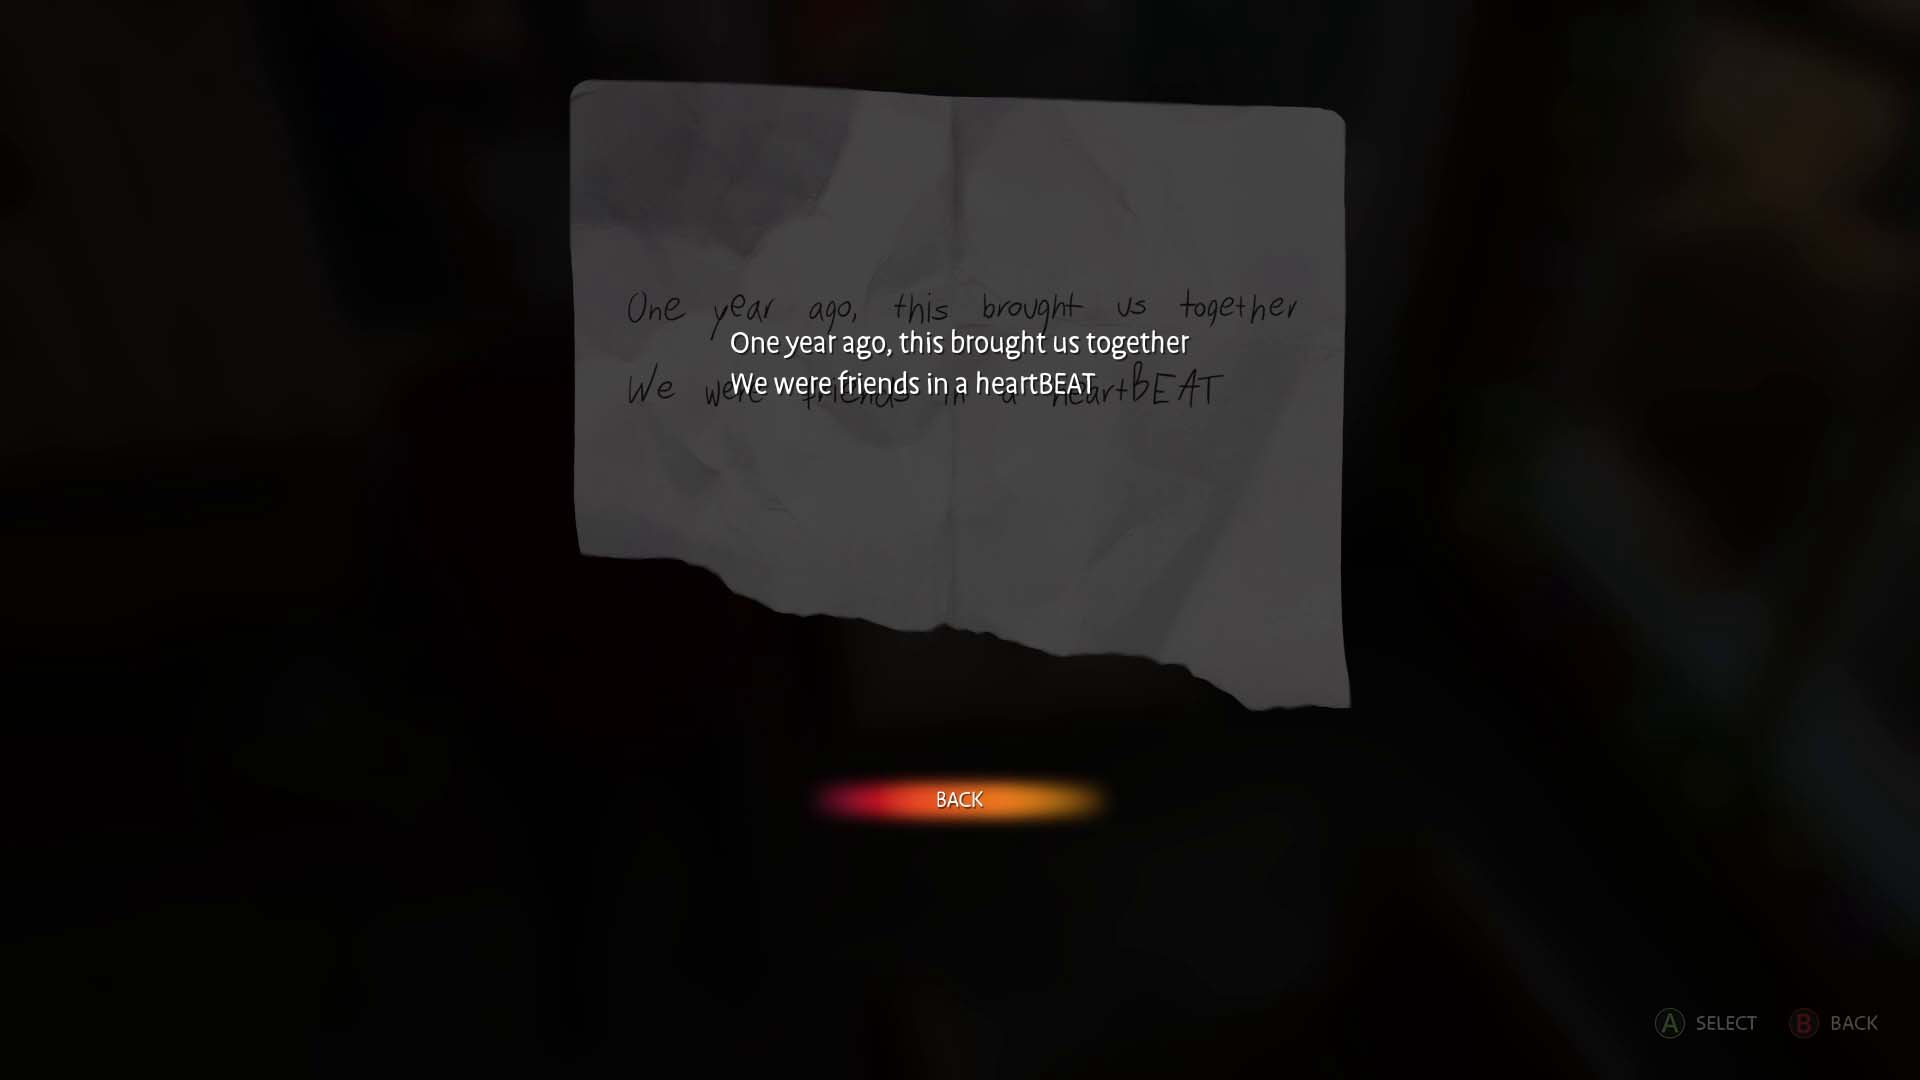 One year ago, this brought us together
One year ago, this brought us together
We were friends in a heartBEAT
We were friends in a heartBEAT
BACK
A SELECT B BACK